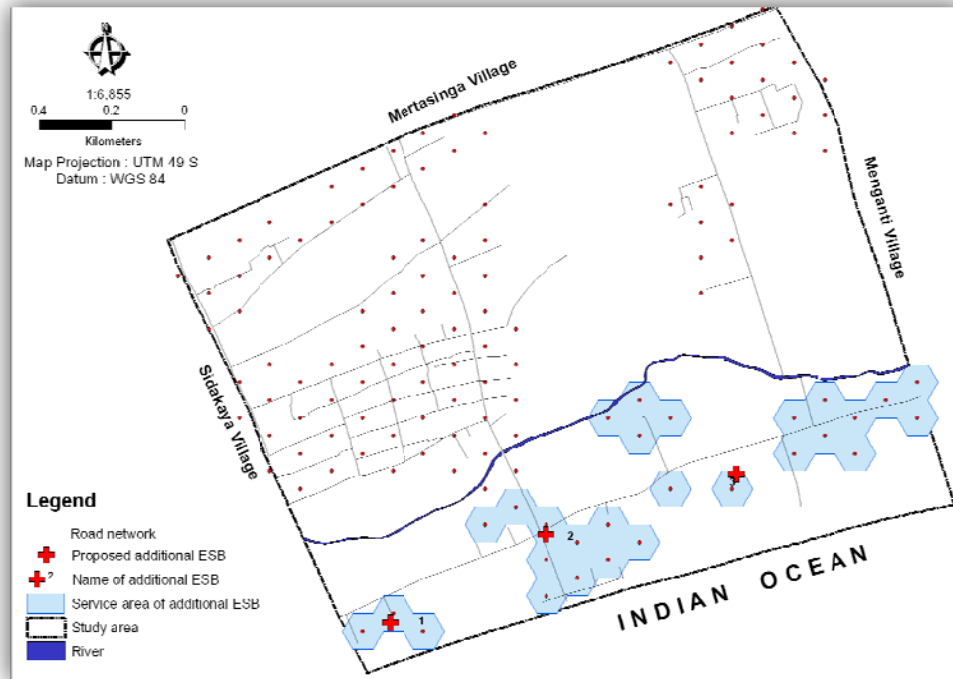 1:6,855
0.4 0.2 0
Kilometers
Map Projection : UTM 49 S
Datum : WGS 84
Mertasinga Village
Menganti Village
Sidakaya Village
2
1
INDIAN OCEAN
Legend
Road network
Proposed additional ESB
? Name of additional ESB
Service area of additional ESB
Study area
River